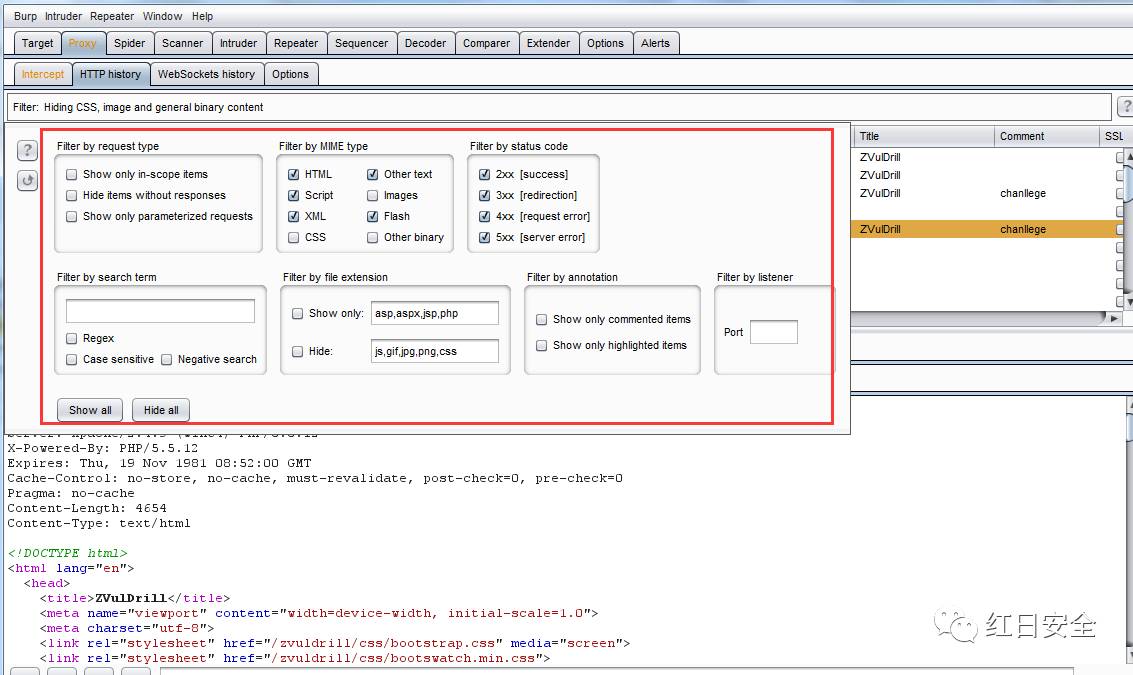 Burp Intruder Repeater Window Help
Target Proxy Spider Scanner Intruder Repeater Sequencer Decoder Comparer Extender Options Alerts
Intercept HTTP history WebSockets history Options
Filter: Hiding CSS, image and general binary content
?
Title Comment SSL
ZVulDrill
ZVulDrill
ZVulDrill chanllege
ZVulDrill chanllege
?
Filter by request type
Show only in-scope items
Hide items without responses
Show only parameterized requests
Filter by MIME type
HTML Other text
Script Images
XML Flash
CSS Other binary
Filter by status code
2xx [success]
3xx [redirection]
4xx [request error]
5xx [server error]
Filter by search term
Regex
Case sensitive Negative search
Filter by file extension
Show only: asp,aspx,jsp,php
Hide: js,gif,jpg,png,css
Filter by annotation
Show only commented items
Show only highlighted items
Filter by listener
Port
Show all Hide all
X-Powered-By: PHP/5.5.12
Expires: Thu, 19 Nov 1981 08:52:00 GMT
Cache-Control: no-store, no-cache, must-revalidate, post-check=0, pre-check=0
Pragma: no-cache
Content-Length: 4654
Content-Type: text/html
<!DOCTYPE html>
<html lang="en">
<head>
<title>ZVulDrill</title>
<meta name="viewport" content="width=device-width, initial-scale=1.0">
<meta charset="utf-8">
<link rel="stylesheet" href="/zvuldrill/css/bootstrap.css" media="screen">
<link rel="stylesheet" href="/zvuldrill/css/bootswatch.min.css">
红日安全